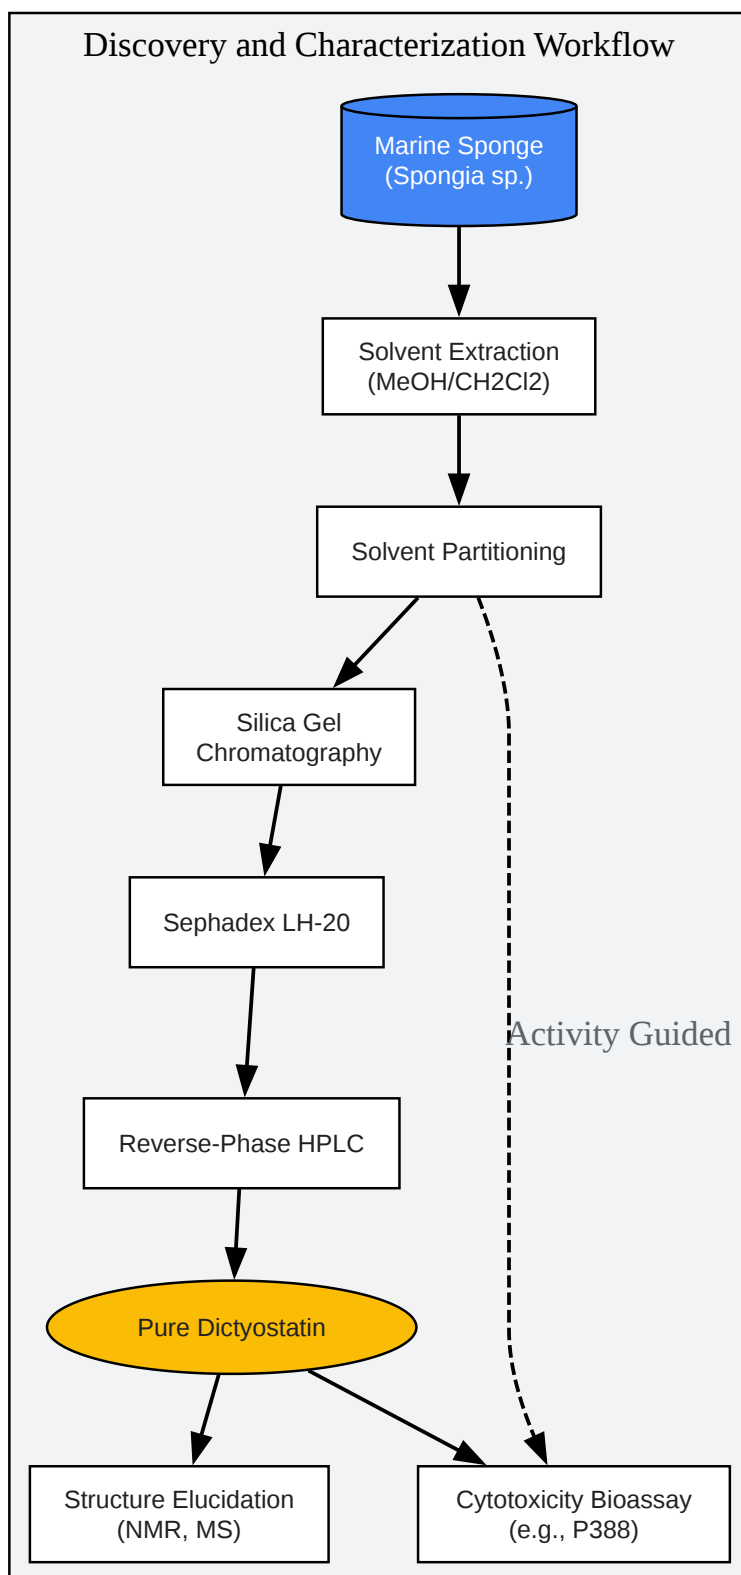 Discovery and Characterization Workflow
Marine Sponge
(Spongia sp.)
Solvent Extraction
(MeOH/CH2Cl2)
Solvent Partitioning
Silica Gel
Chromatography
Sephadex LH-20
Activity Guided
Reverse-Phase HPLC
Pure Dictyostatin
Structure Elucidation
(NMR, MS)
Cytotoxicity Bioassay
(e.g., P388)